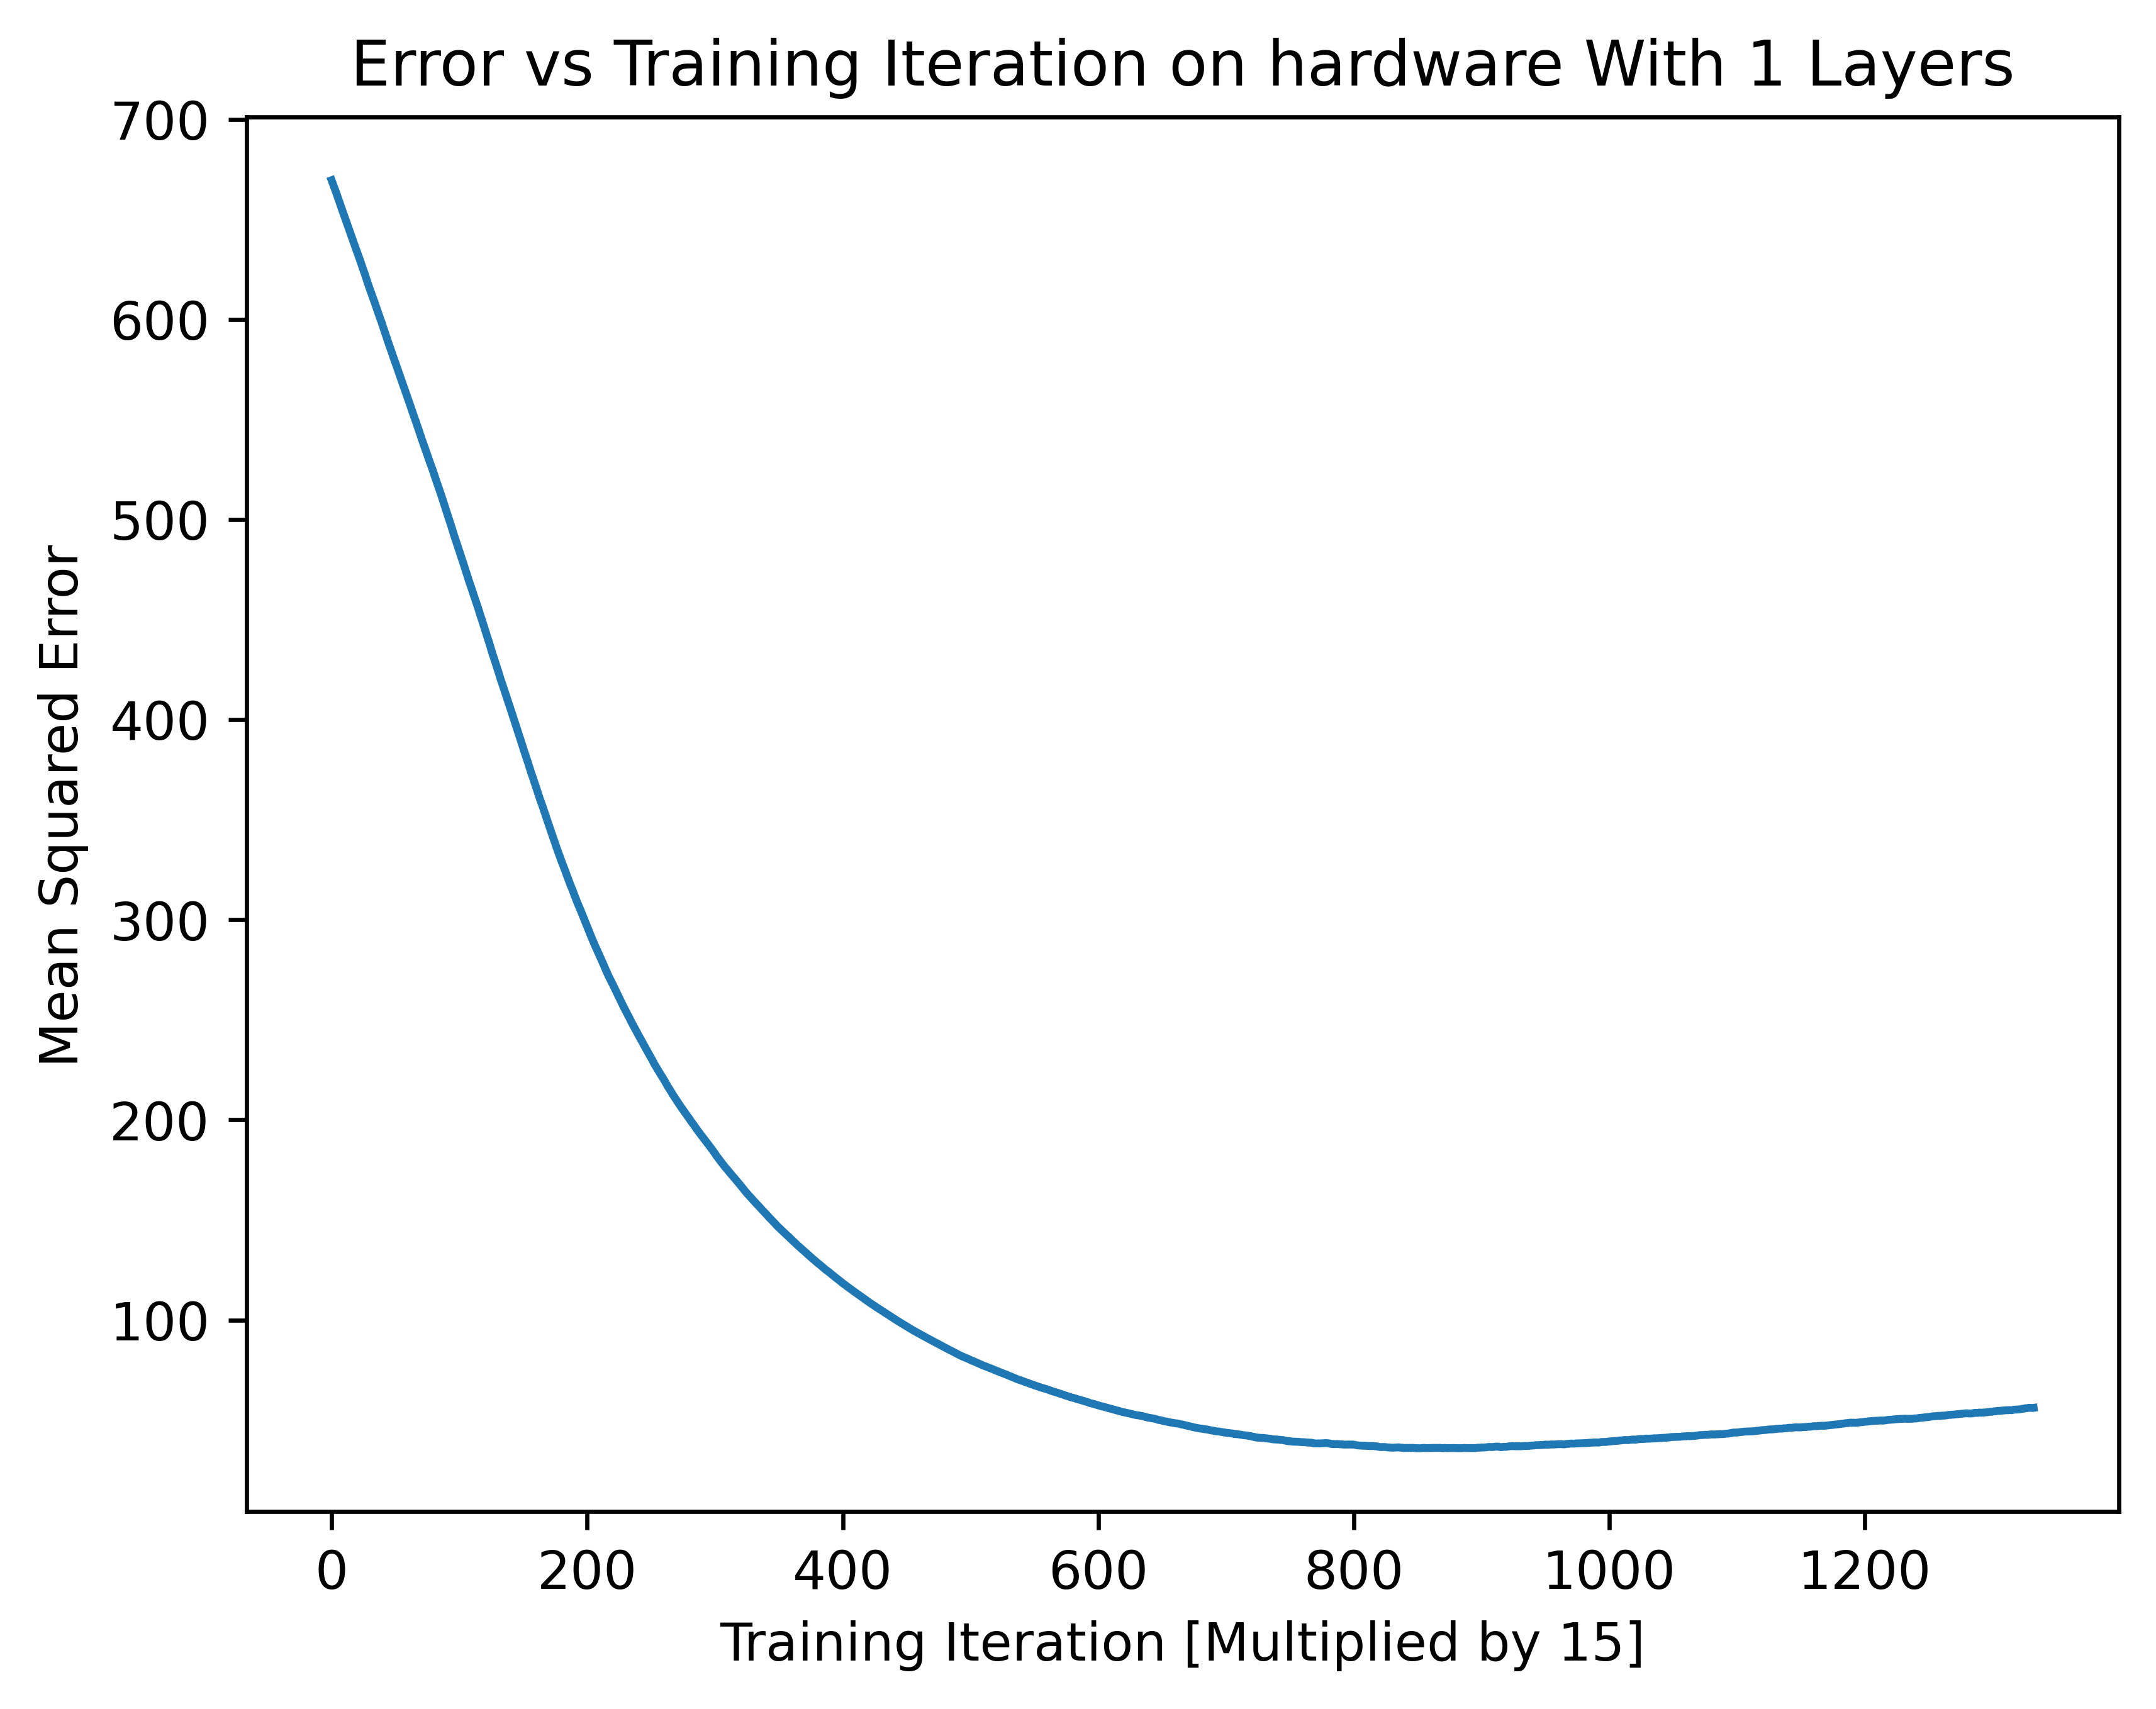 Error vs Training Iteration on hardware With 1 Layers
700
600
500
400
300
200
100
Mean Squared Error
0 200 400 600 800 1000 1200
Training Iteration [Multiplied by 15]